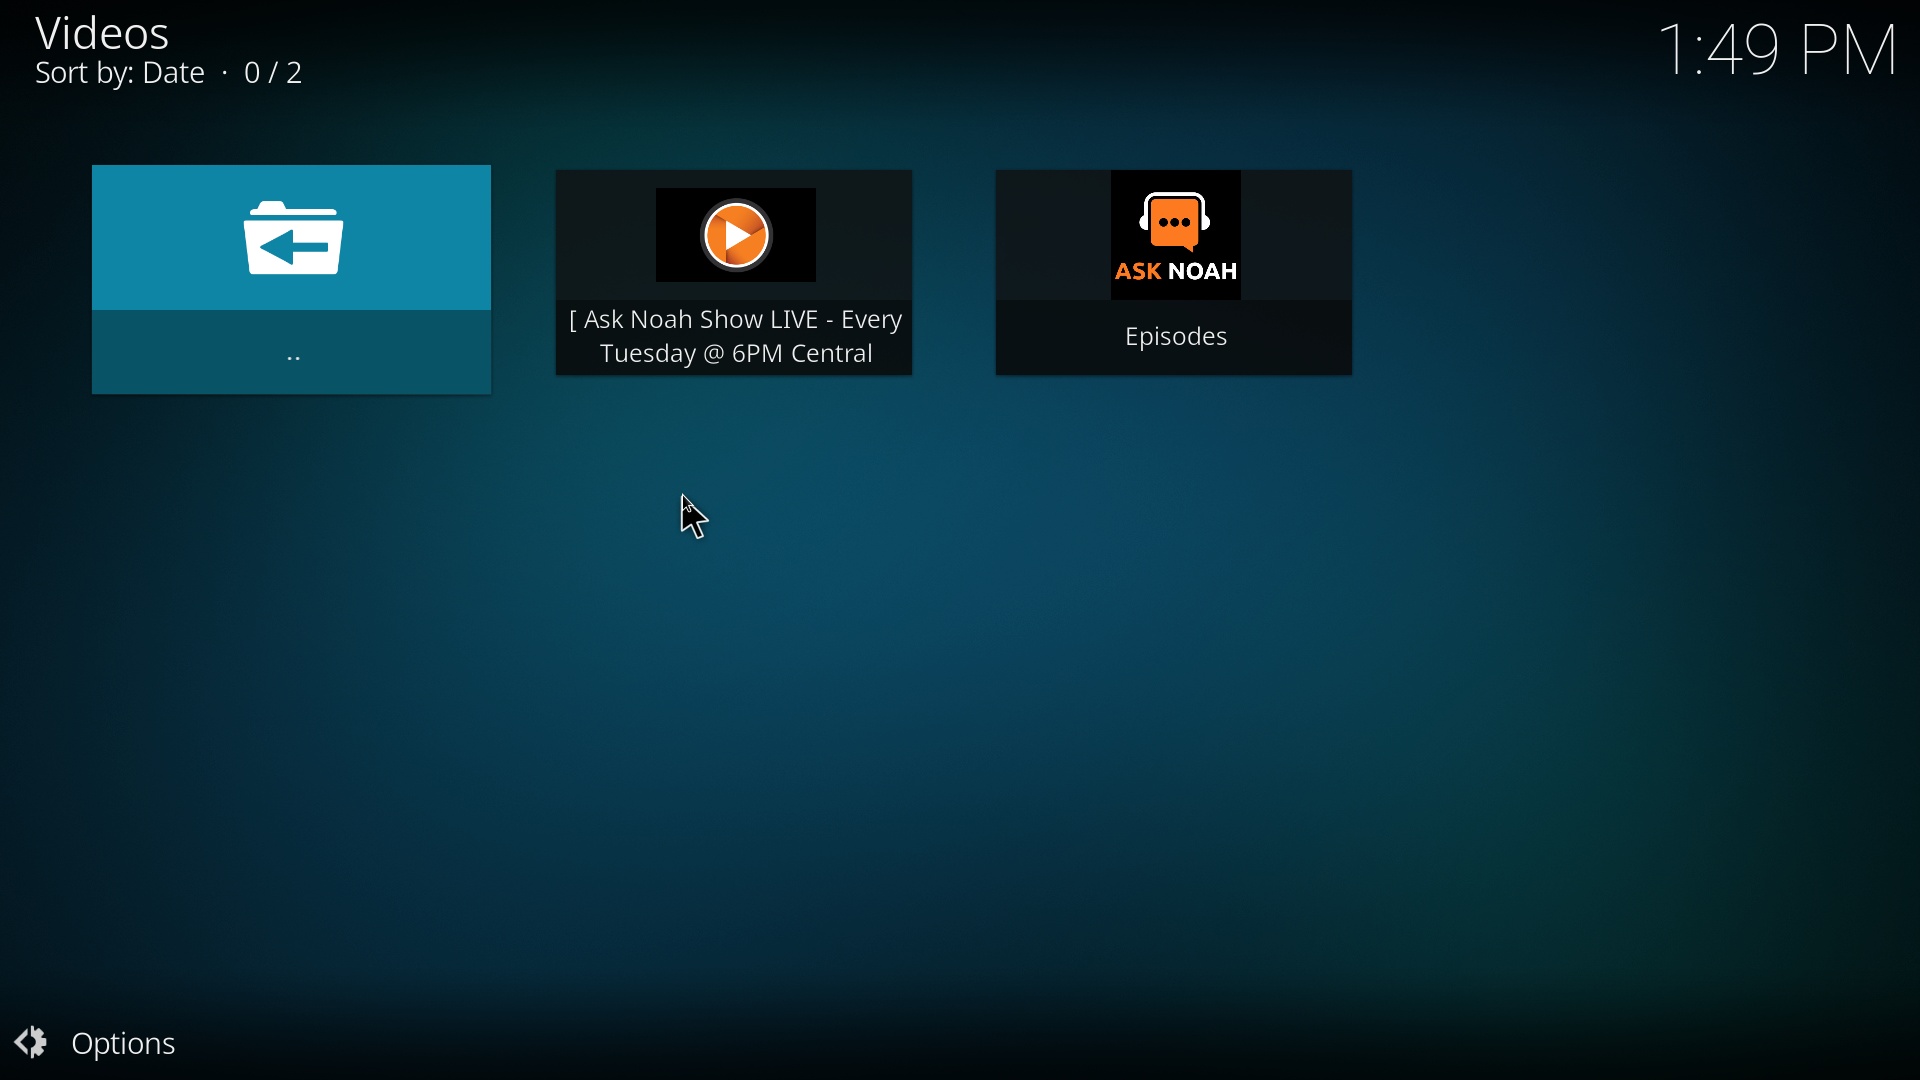 Videos
Sort by: Date · 0 / 2
1:49 PM
..
[ Ask Noah Show LIVE - Every
Tuesday @ 6PM Central
ASK NOAH
Episodes
Options